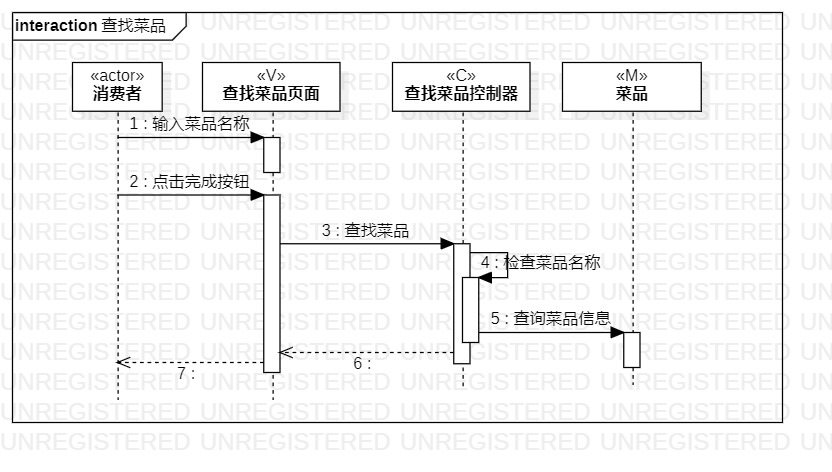 interaction 查找菜品
«actor»
消费者
«V»
查找菜品页面
«C»
查找菜品控制器
«M»
菜品
1 : 输入菜品名称
2 : 点击完成按钮
3 : 查找菜品
4 : 检查菜品名称
5 : 查询菜品信息
6 :
7 :
UNREGISTERED UNREGISTERED UNREGISTERED UNREGISTERED UN